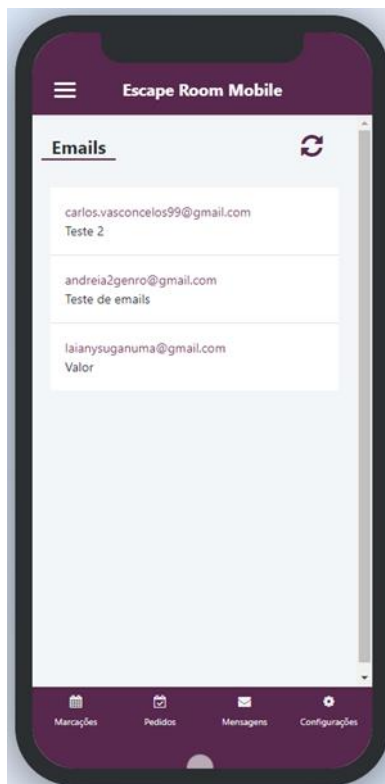 Escape Room Mobile
Emails
carlos.vasconcelos99@gmail.com
Teste 2
andreia2genro@gmail.com
Teste de emails
laianysuganuma@gmail.com
Valor
Marcações Pedidos Mensagens Configurações